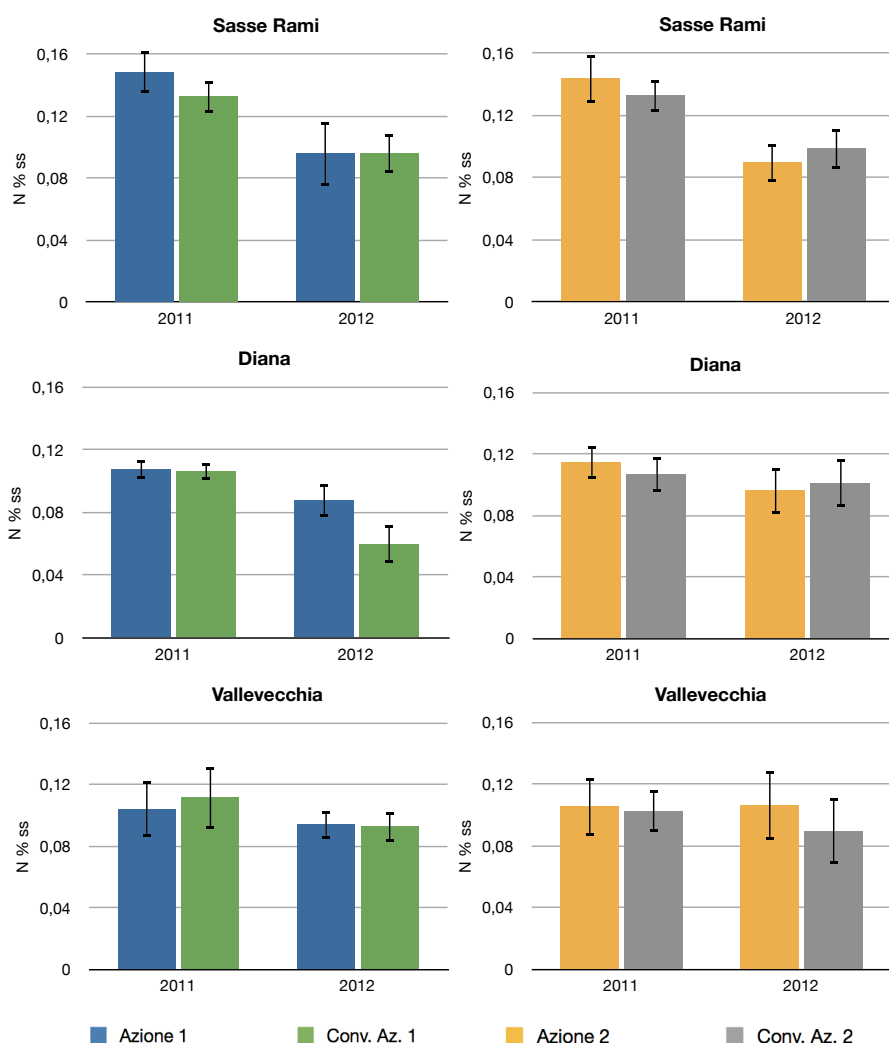 Sasse Rami
0,16
0,12
0,08
0,04
0
N % ss
2011
2012
Sasse Rami
0,16
0,12
0,08
0,04
0
N % ss
2011
2012
Diana
0,16
0,12
0,08
0,04
0
N % ss
2011
2012
Diana
0,16
0,12
0,08
0,04
0
N % ss
2011
2012
Vallevecchia
0,16
0,12
0,08
0,04
0
N % ss
2011
2012
Vallevecchia
0,16
0,12
0,08
0,04
0
N % ss
2011
2012
Azione 1
Conv. Az. 1
Azione 2
Conv. Az. 2